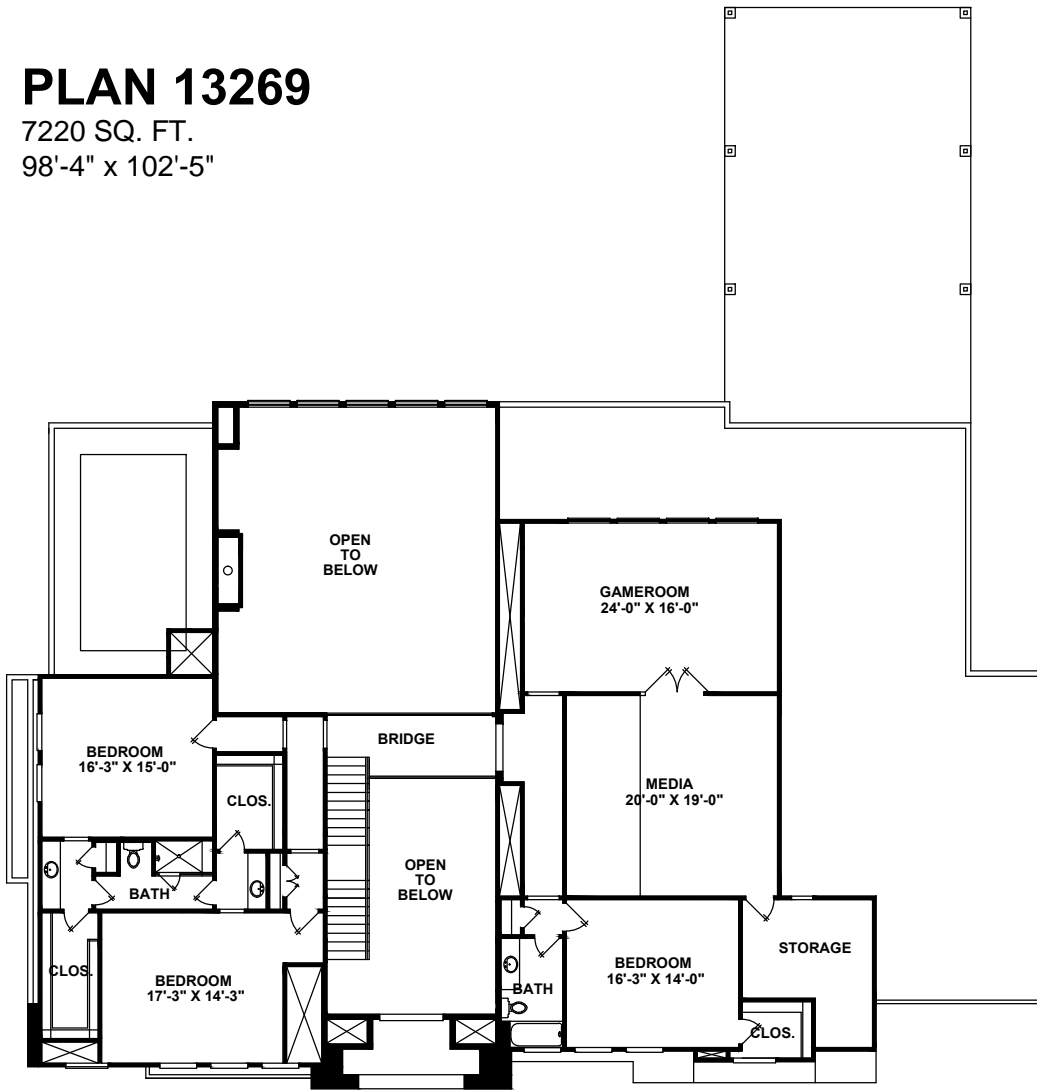 PLAN 13269
7220 SQ. FT.
98'-4" x 102'-5"
OPEN
TO
BELOW
GAMEROOM
24'-0" X 16'-0"
BRIDGE
BEDROOM
16'-3" X 15'-0"
CLOS.
MEDIA
20'-0" X 19'-0"
OPEN
TO
BELOW
BATH
STORAGE
BEDROOM
16'-3" X 14'-0"
CLOS.
BEDROOM
17'-3" X 14'-3"
BATH
CLOS.